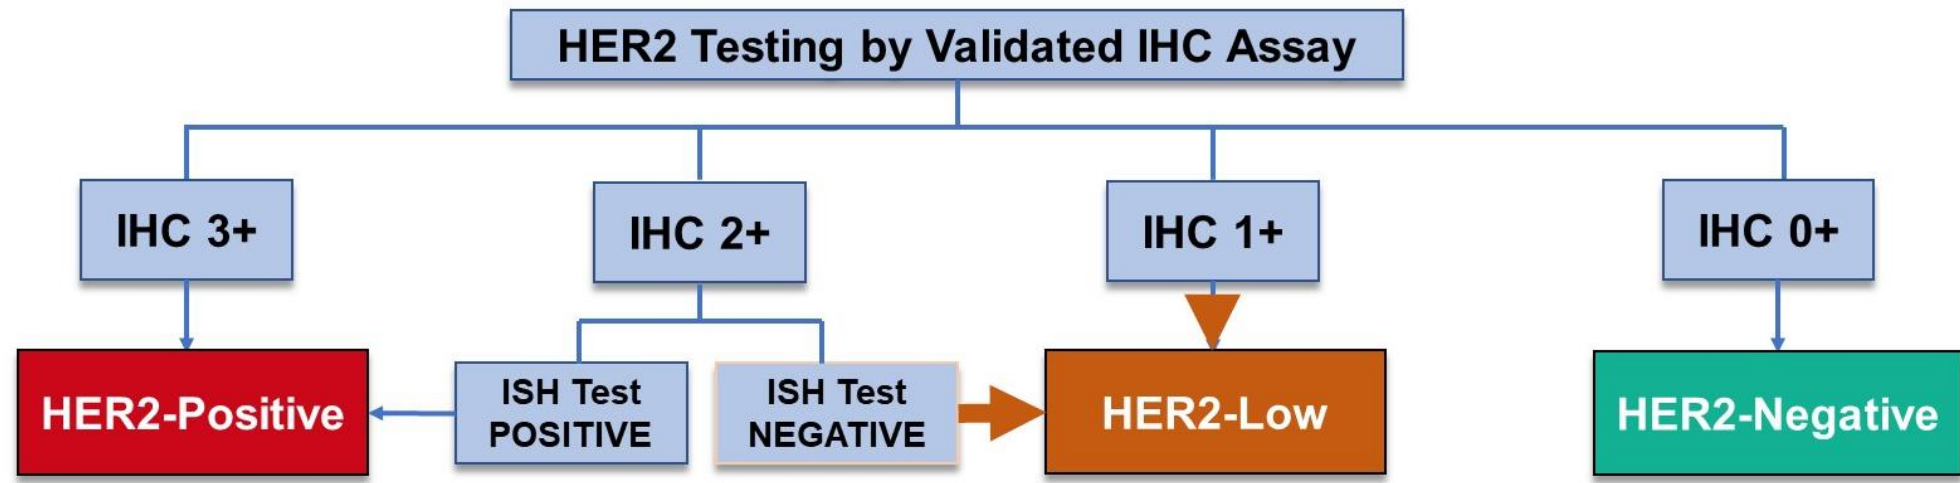 HER2 Testing by Validated IHC Assay
IHC 3+
IHC 2+
IHC 1+
IHC 0+
HER2-Positive
ISH Test
POSITIVE
ISH Test
NEGATIVE
HER2-Low
HER2-Negative